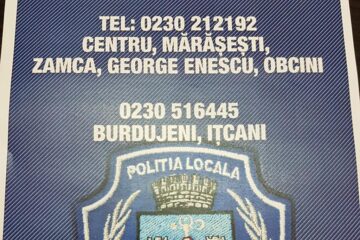 TEL: 0230 212192
CENTRU, MĂRĂȘEȘTI,
ZAMCA, GEORGE ENESCU, OBCINI
0230 516445
BURDUJENI, IȚCANI
POLITIA LOCALA